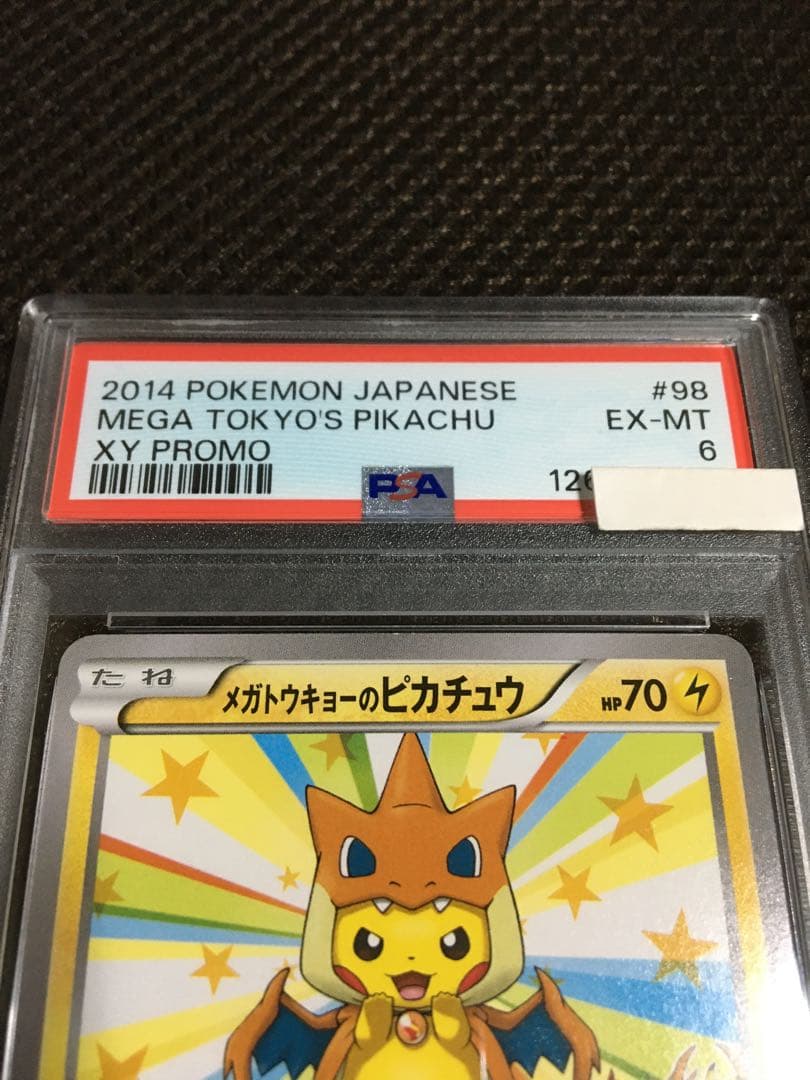 2014 POKEMON JAPANESE #98
MEGA TOKYO'S PIKACHU EX-MT
XY PROMO 6
PSA 126
たね メガトウキョーのピカチュウ HP70